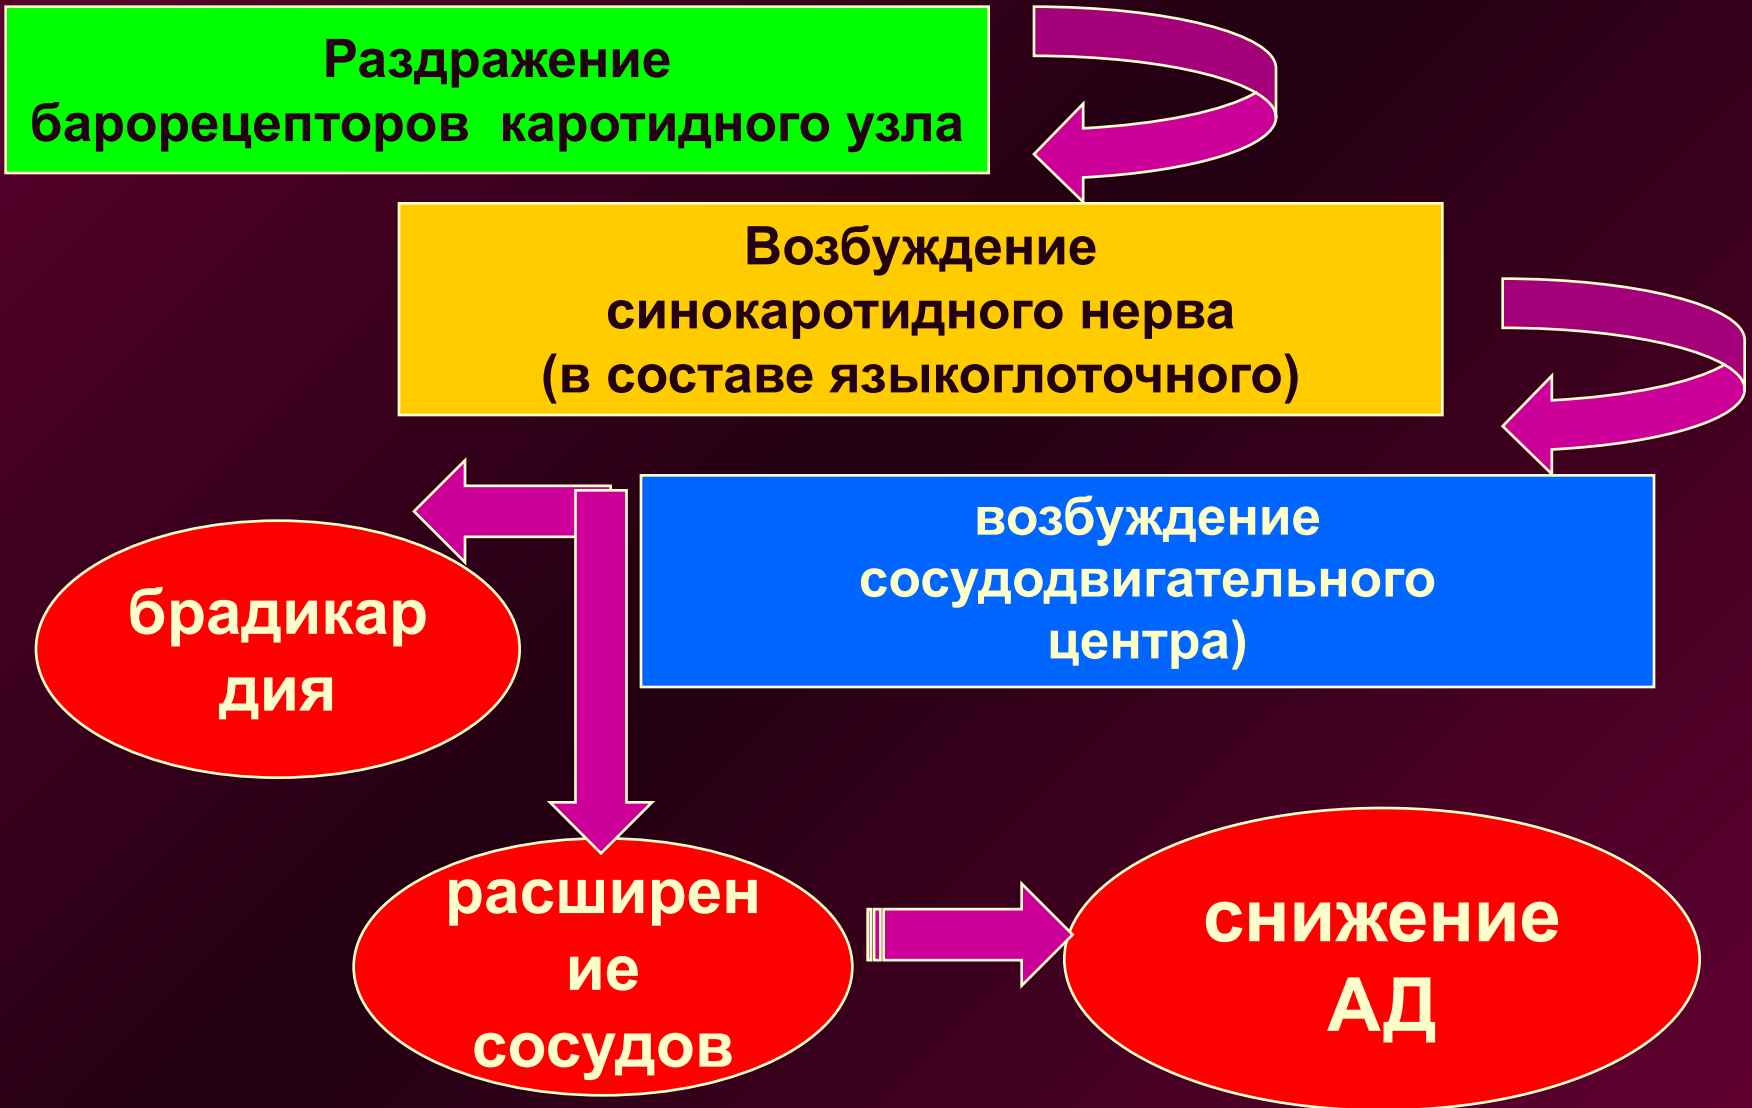 Раздражение
барорецепторов каротидного узла
Возбуждение
синокаротидного нерва
(в составе языкоглоточного)
возбуждение
сосудодвигательного
центра)
брадикар
дия
расширен
ие
сосудов
снижение
АД